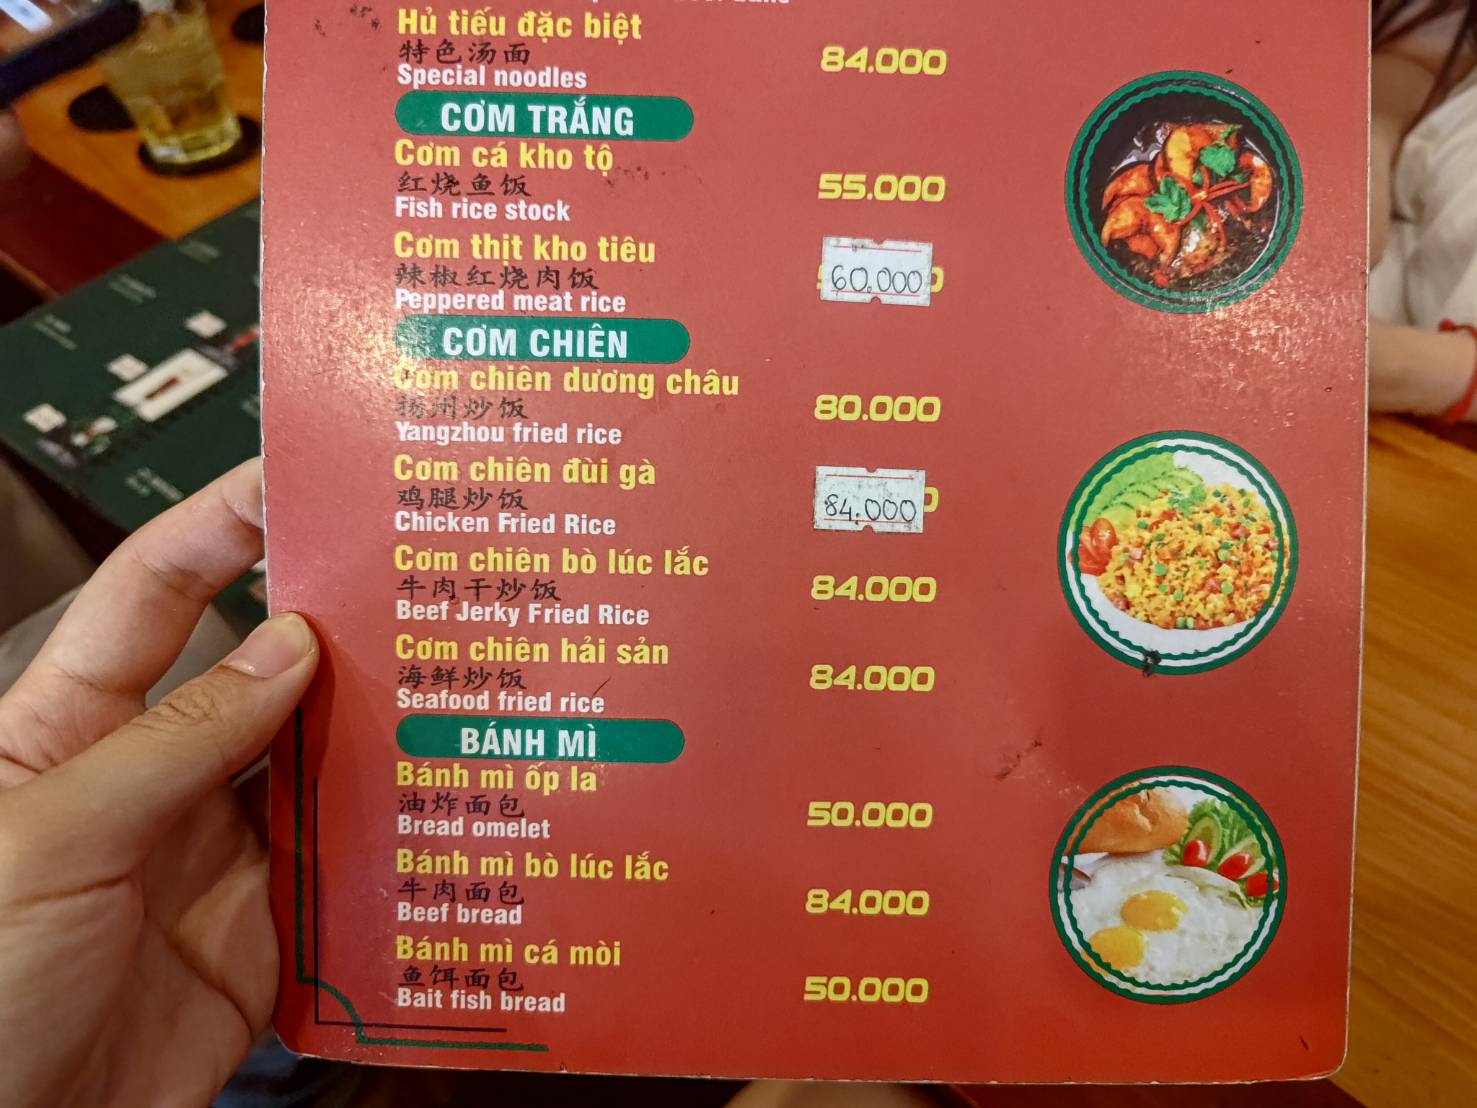 Hủ tiếu đặc biệt
特色汤面
84.000
Special noodles
CƠM TRẮNG
Cơm cá kho tộ
红烧鱼饭
55.000
Fish rice stock
Cơm thịt kho tiêu
辣椒红烧肉饭
60.000
Peppered meat rice
CƠM CHIÊN
Cơm chiên dương châu
扬州炒饭
80.000
Yangzhou fried rice
Cơm chiên đùi gà
鸡腿炒饭
84.000
Chicken Fried Rice
Cơm chiên bò lúc lắc
牛肉干炒饭
84.000
Beef Jerky Fried Rice
Cơm chiên hải sản
海鲜炒饭
84.000
Seafood fried rice
BÁNH MÌ
Bánh mì ốp la
油炸面包
50.000
Bread omelet
Bánh mì bò lúc lắc
牛肉面包
84.000
Beef bread
Bánh mì cá mòi
鱼饵面包
50.000
Bait fish bread